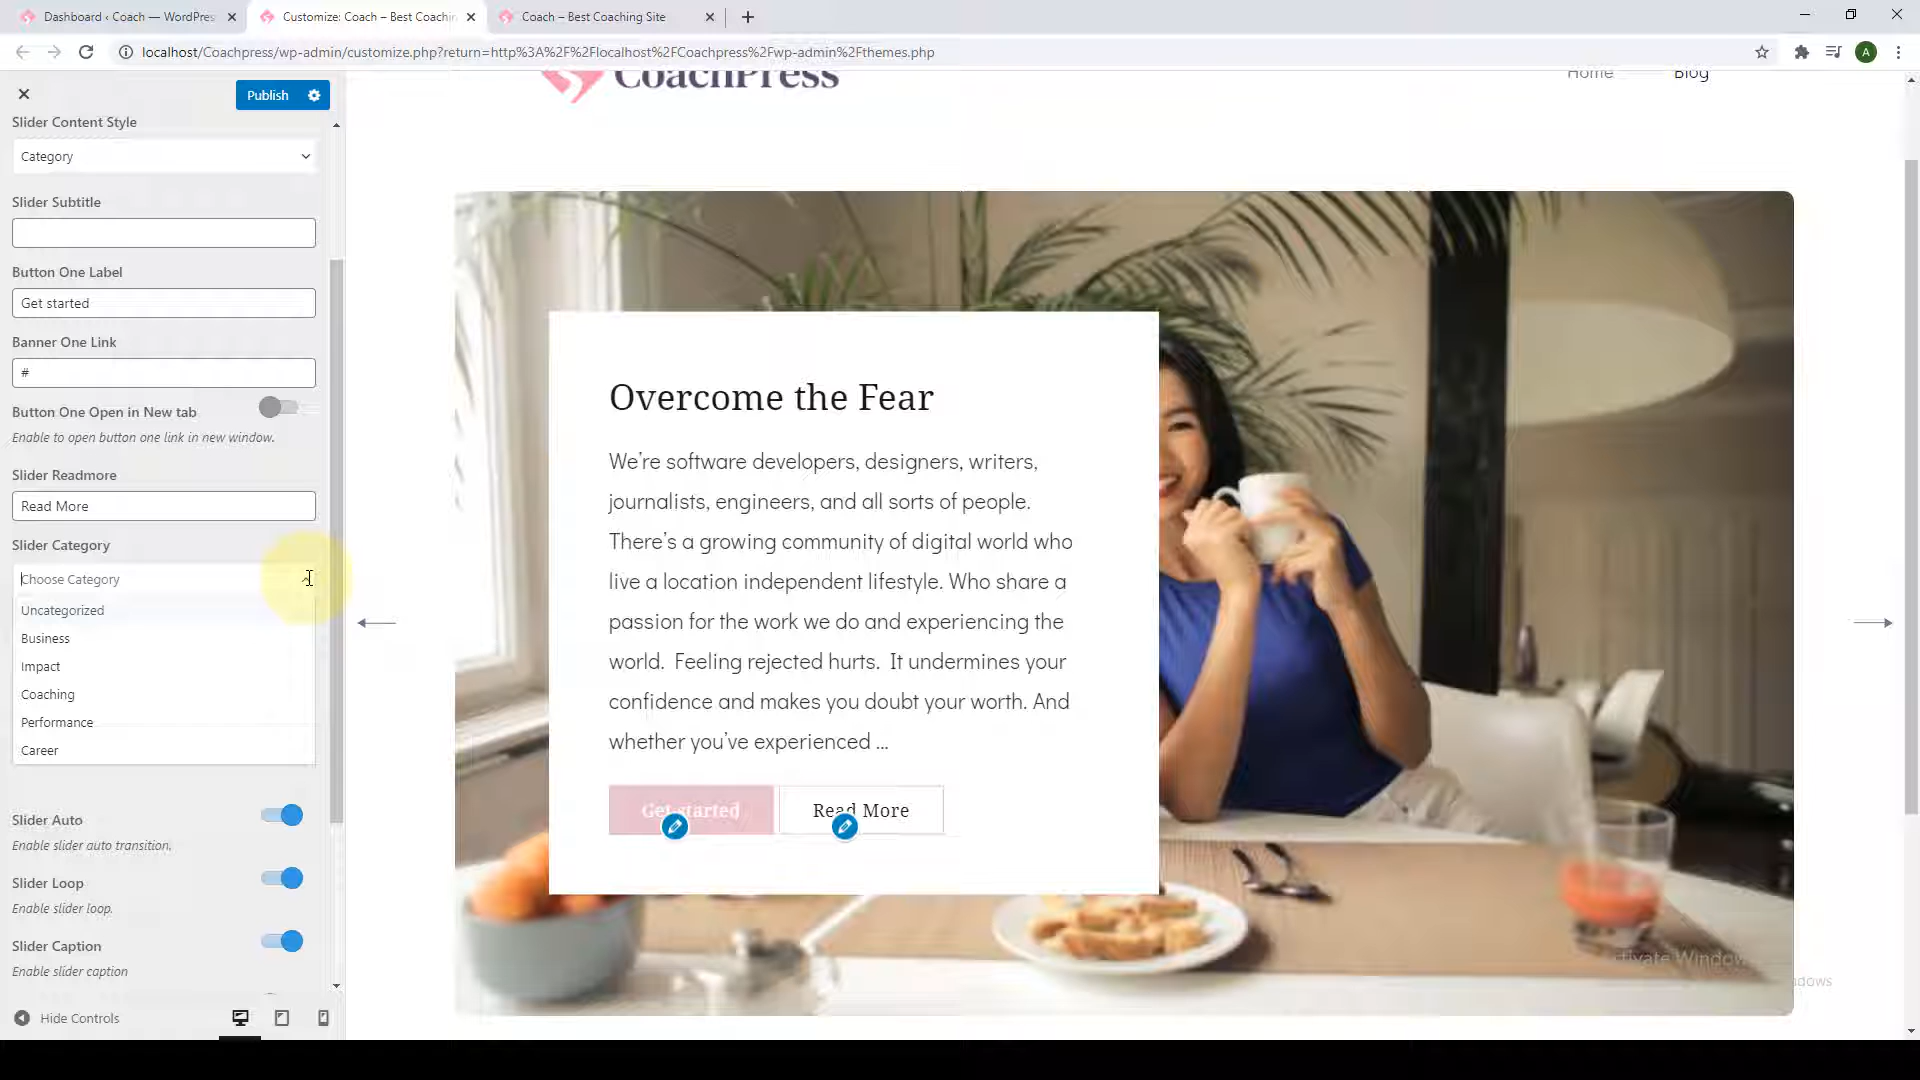 Dashboard ‹ Coach — WordPres
Customize: Coach – Best Coachin
Coach – Best Coaching Site
localhost/Coachpress/wp-admin/customize.php?return=http%3A%2F%2Flocalhost%2FCoachpress%2Fwp-admin%2Fthemes.php
A
Publish
Slider Content Style
Category
Slider Subtitle
Button One Label
Get started
Banner One Link
#
Button One Open in New tab
Enable to open button one link in new window.
Slider Readmore
Read More
Slider Category
Choose Category
Uncategorized
Business
Impact
Coaching
Performance
Career
Slider Auto
Enable slider auto transition.
Slider Loop
Enable slider loop.
Slider Caption
Enable slider caption
Hide Controls
CoachPress
Home
Blog
Overcome the Fear
We’re software developers, designers, writers,
journalists, engineers, and all sorts of people.
There’s a growing community of digital world who
live a location independent lifestyle. Who share a
passion for the work we do and experiencing the
world. Feeling rejected hurts. It undermines your
confidence and makes you doubt your worth. And
whether you’ve experienced …
Get started
Read More